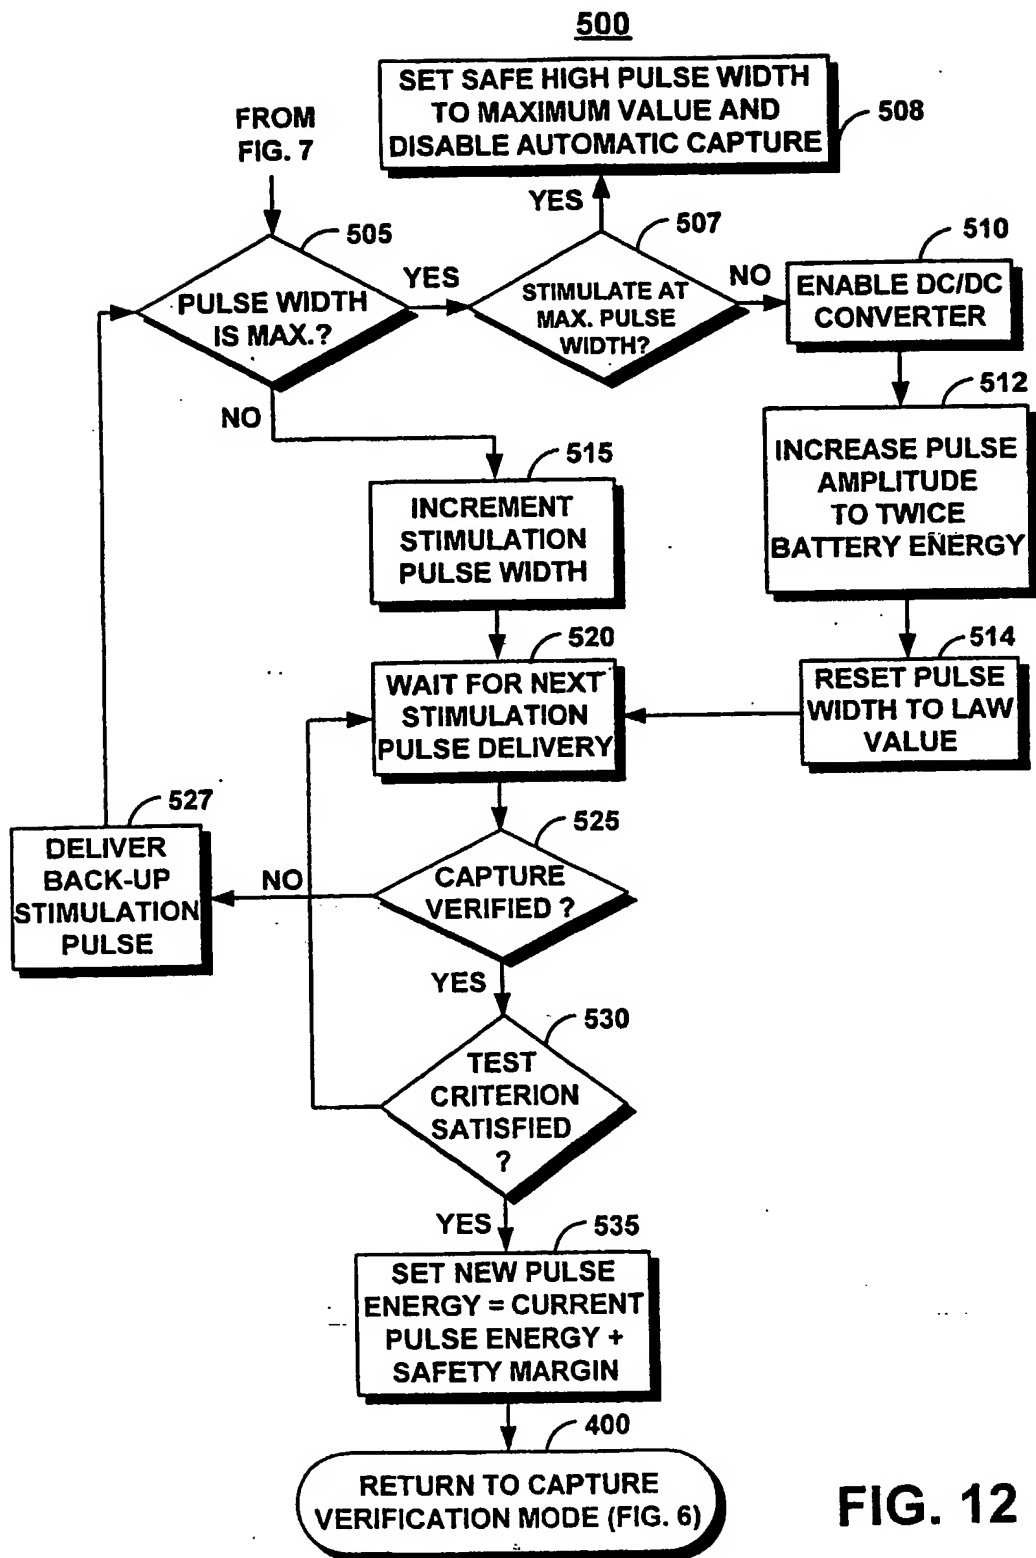 500
SET SAFE HIGH PULSE WIDTH
TO MAXIMUM VALUE AND
DISABLE AUTOMATIC CAPTURE
508
FROM
FIG. 7
YES
505
507
510
PULSE WIDTH
IS MAX.?
YES
STIMULATE AT
MAX. PULSE
WIDTH?
NO
ENABLE DC/DC
CONVERTER
NO
512
INCREASE PULSE
AMPLITUDE
TO TWICE
BATTERY ENERGY
515
INCREMENT
STIMULATION
PULSE WIDTH
514
RESET PULSE
WIDTH TO LAW
VALUE
520
WAIT FOR NEXT
STIMULATION
PULSE DELIVERY
527
DELIVER
BACK-UP
STIMULATION
PULSE
NO
525
CAPTURE
VERIFIED ?
YES
530
TEST
CRITERION
SATISFIED
?
YES
535
SET NEW PULSE
ENERGY = CURRENT
PULSE ENERGY +
SAFETY MARGIN
400
RETURN TO CAPTURE
VERIFICATION MODE (FIG. 6)
FIG. 12